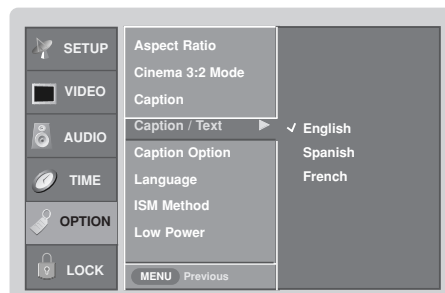 SETUP
VIDEO
AUDIO
TIME
OPTION
LOCK
Aspect Ratio
Cinema 3:2 Mode
Caption
Caption / Text
Caption Option
Language
ISM Method
Low Power
MENU Previous
English
Spanish
French